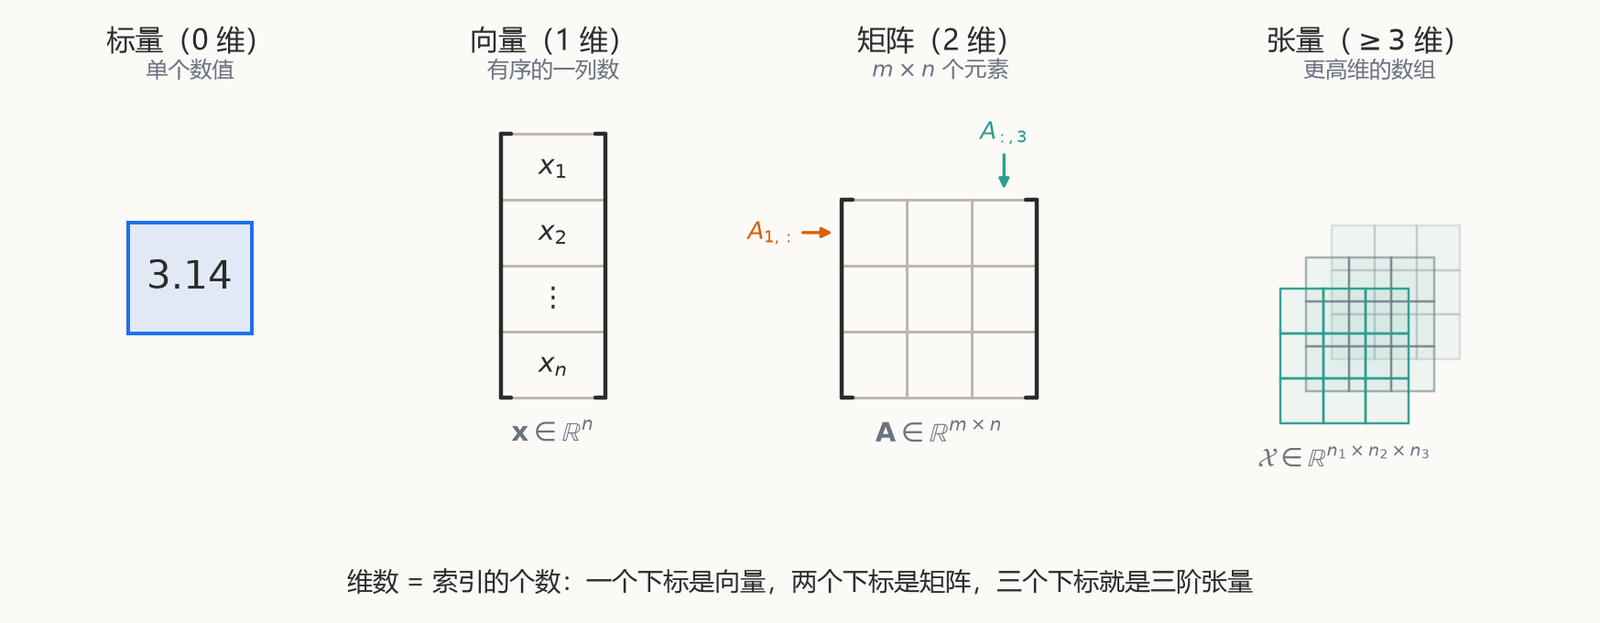 标量（0 维）
单个数值
3.14
向量（1 维）
有序的一列数
x₁
x₂
⋮
xₙ
𝐱 ∈ ℝⁿ
矩阵（2 维）
m × n 个元素
A:,3
A1,:
𝐀 ∈ ℝ^{m × n}
张量（ ≥ 3 维）
更高维的数组
𝒳 ∈ ℝ^{n₁ × n₂ × n₃}
维数 = 索引的个数：一个下标是向量，两个下标是矩阵，三个下标就是三阶张量